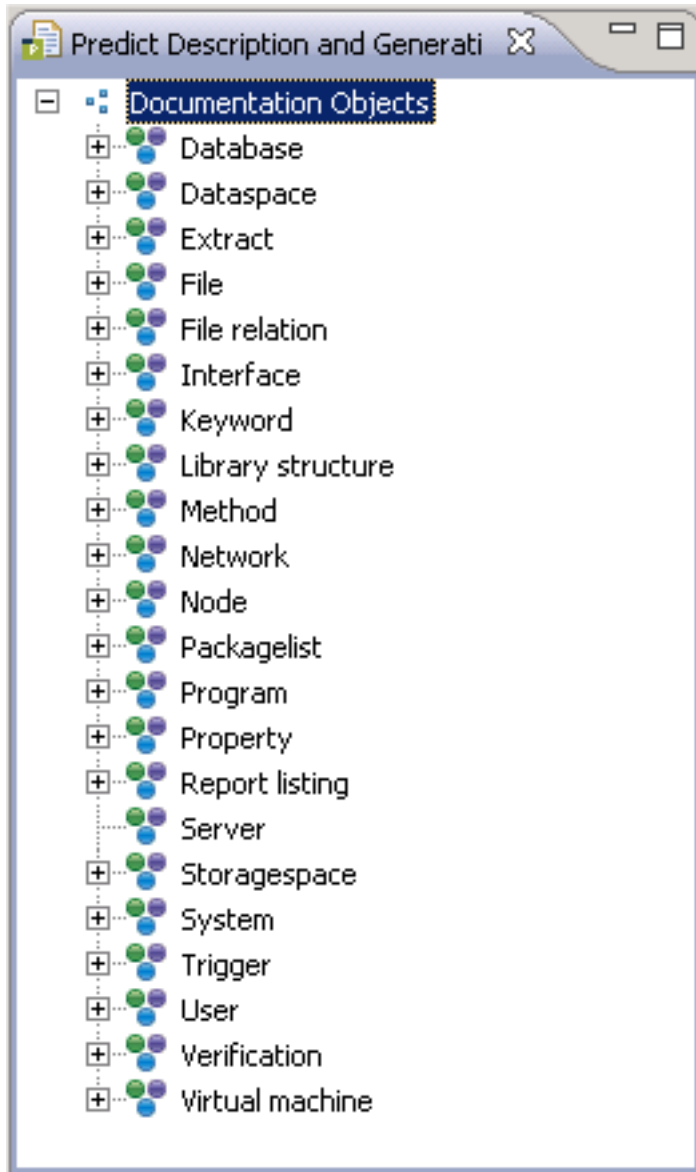 Predict Description and Generati
Documentation Objects
Database
Dataspace
Extract
File
File relation
Interface
Keyword
Library structure
Method
Network
Node
Packagelist
Program
Property
Report listing
Server
Storagespace
System
Trigger
User
Verification
Virtual machine